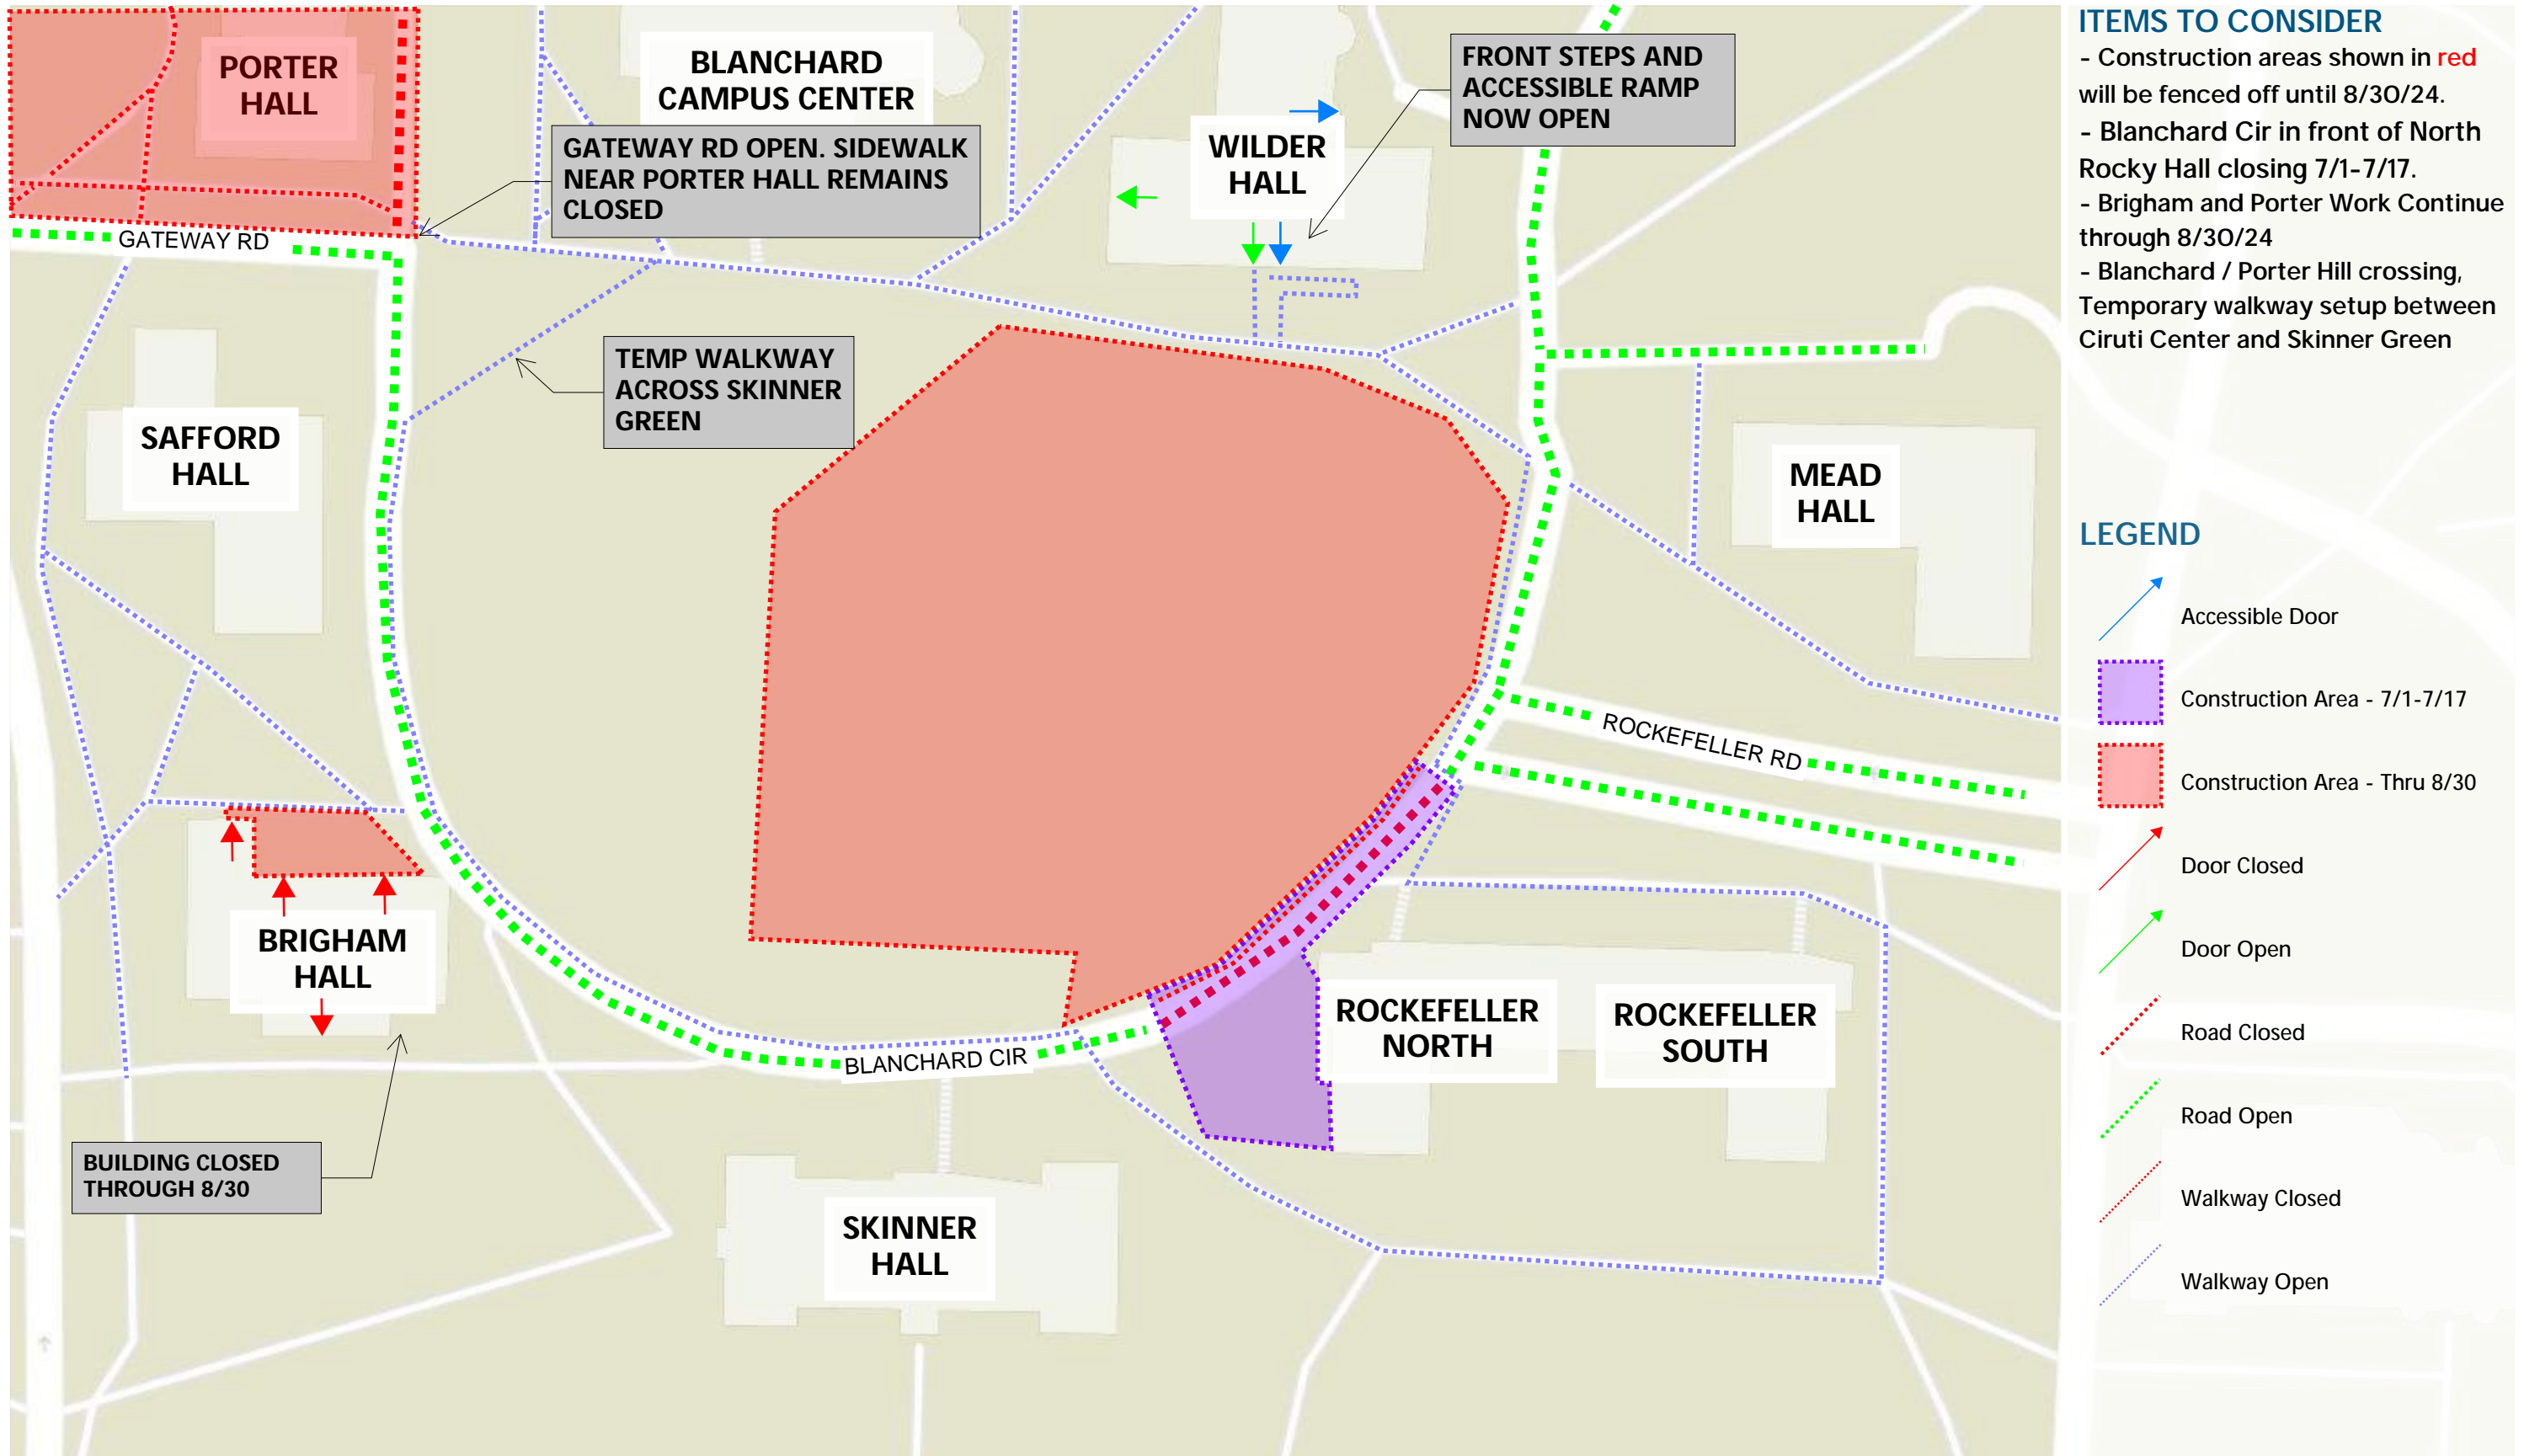 PORTER
HALL
BLANCHARD
CAMPUS CENTER
GATEWAY RD OPEN. SIDEWALK
NEAR PORTER HALL REMAINS
CLOSED
WILDER
HALL
FRONT STEPS AND
ACCESSIBLE RAMP
NOW OPEN
GATEWAY RD
TEMP WALKWAY
ACROSS SKINNER
GREEN
SAFFORD
HALL
MEAD
HALL
ROCKEFELLER RD
BRIGHAM
HALL
ROCKEFELLER
NORTH
ROCKEFELLER
SOUTH
BLANCHARD CIR
BUILDING CLOSED
THROUGH 8/30
SKINNER
HALL
ITEMS TO CONSIDER
- Construction areas shown in red
will be fenced off until 8/30/24.
- Blanchard Cir in front of North
Rocky Hall closing 7/1-7/17.
- Brigham and Porter Work Continue
through 8/30/24
- Blanchard / Porter Hill crossing,
Temporary walkway setup between
Ciruti Center and Skinner Green
LEGEND
Accessible Door
Construction Area - 7/1-7/17
Construction Area - Thru 8/30
Door Closed
Door Open
Road Closed
Road Open
Walkway Closed
Walkway Open